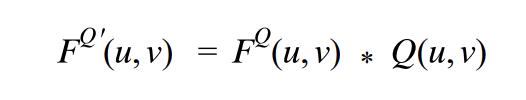 F^{Q'}(u, v) = F^{Q}(u, v) * Q(u, v)